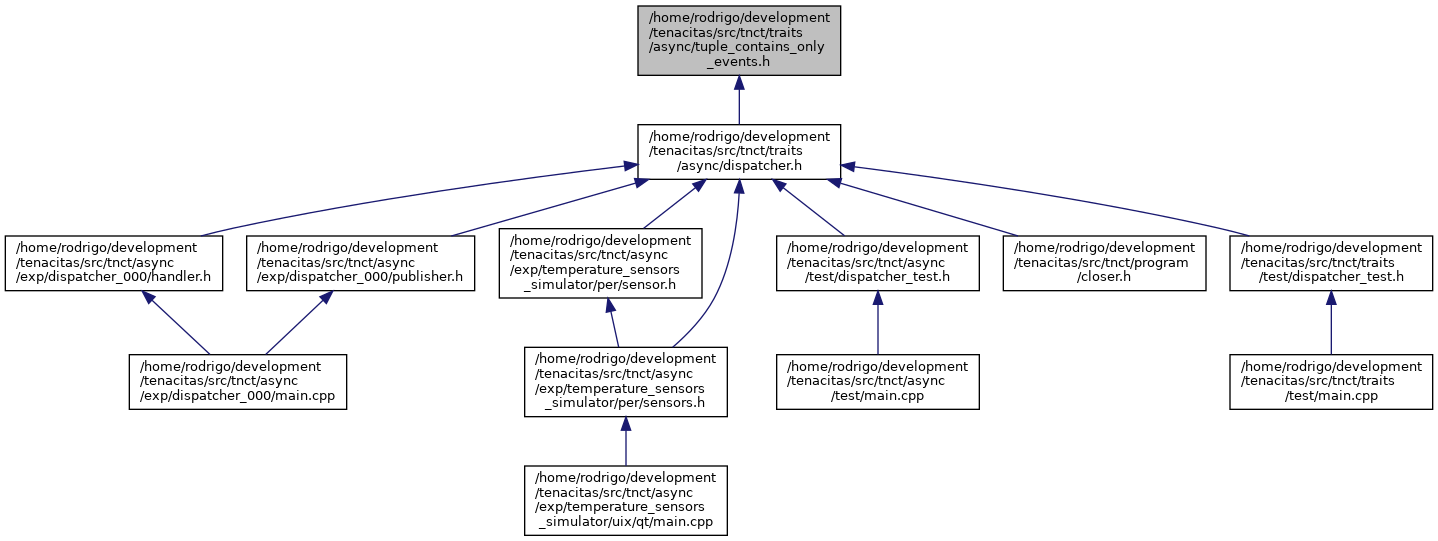 /home/rodrigo/development
/tenacitas/src/tnct/traits
/async/tuple_contains_only
_events.h
/home/rodrigo/development
/tenacitas/src/tnct/traits
/async/dispatcher.h
/home/rodrigo/development
/tenacitas/src/tnct/async
/exp/dispatcher_000/handler.h
/home/rodrigo/development
/tenacitas/src/tnct/async
/exp/dispatcher_000/publisher.h
/home/rodrigo/development
/tenacitas/src/tnct/async
/exp/temperature_sensors
_simulator/per/sensor.h
/home/rodrigo/development
/tenacitas/src/tnct/async
/test/dispatcher_test.h
/home/rodrigo/development
/tenacitas/src/tnct/program
/closer.h
/home/rodrigo/development
/tenacitas/src/tnct/traits
/test/dispatcher_test.h
/home/rodrigo/development
/tenacitas/src/tnct/async
/exp/dispatcher_000/main.cpp
/home/rodrigo/development
/tenacitas/src/tnct/async
/exp/temperature_sensors
_simulator/per/sensors.h
/home/rodrigo/development
/tenacitas/src/tnct/async
/test/main.cpp
/home/rodrigo/development
/tenacitas/src/tnct/traits
/test/main.cpp
/home/rodrigo/development
/tenacitas/src/tnct/async
/exp/temperature_sensors
_simulator/uix/qt/main.cpp